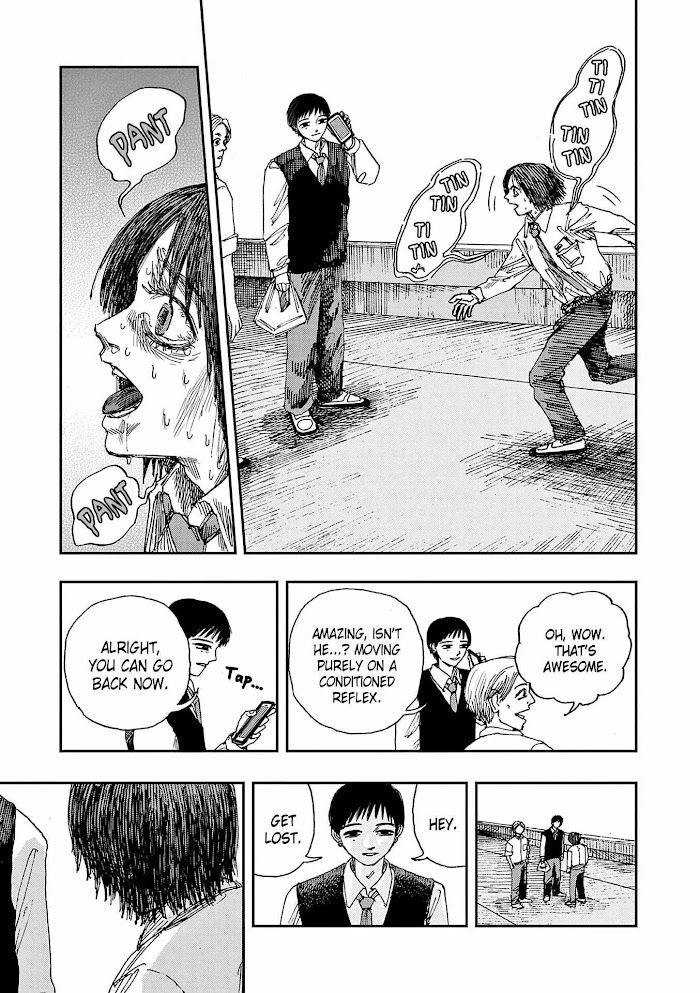 TI
TI
TIN
TIN
TIN
TIN
TIN
TI
TIN
PANT
PANT
OH, WOW.
THAT'S
AWESOME.
AMAZING, ISN'T
HE...? MOVING
PURELY ON A
CONDITIONED
REFLEX.
Tap...
ALRIGHT,
YOU CAN GO
BACK NOW.
HEY.
GET
LOST.